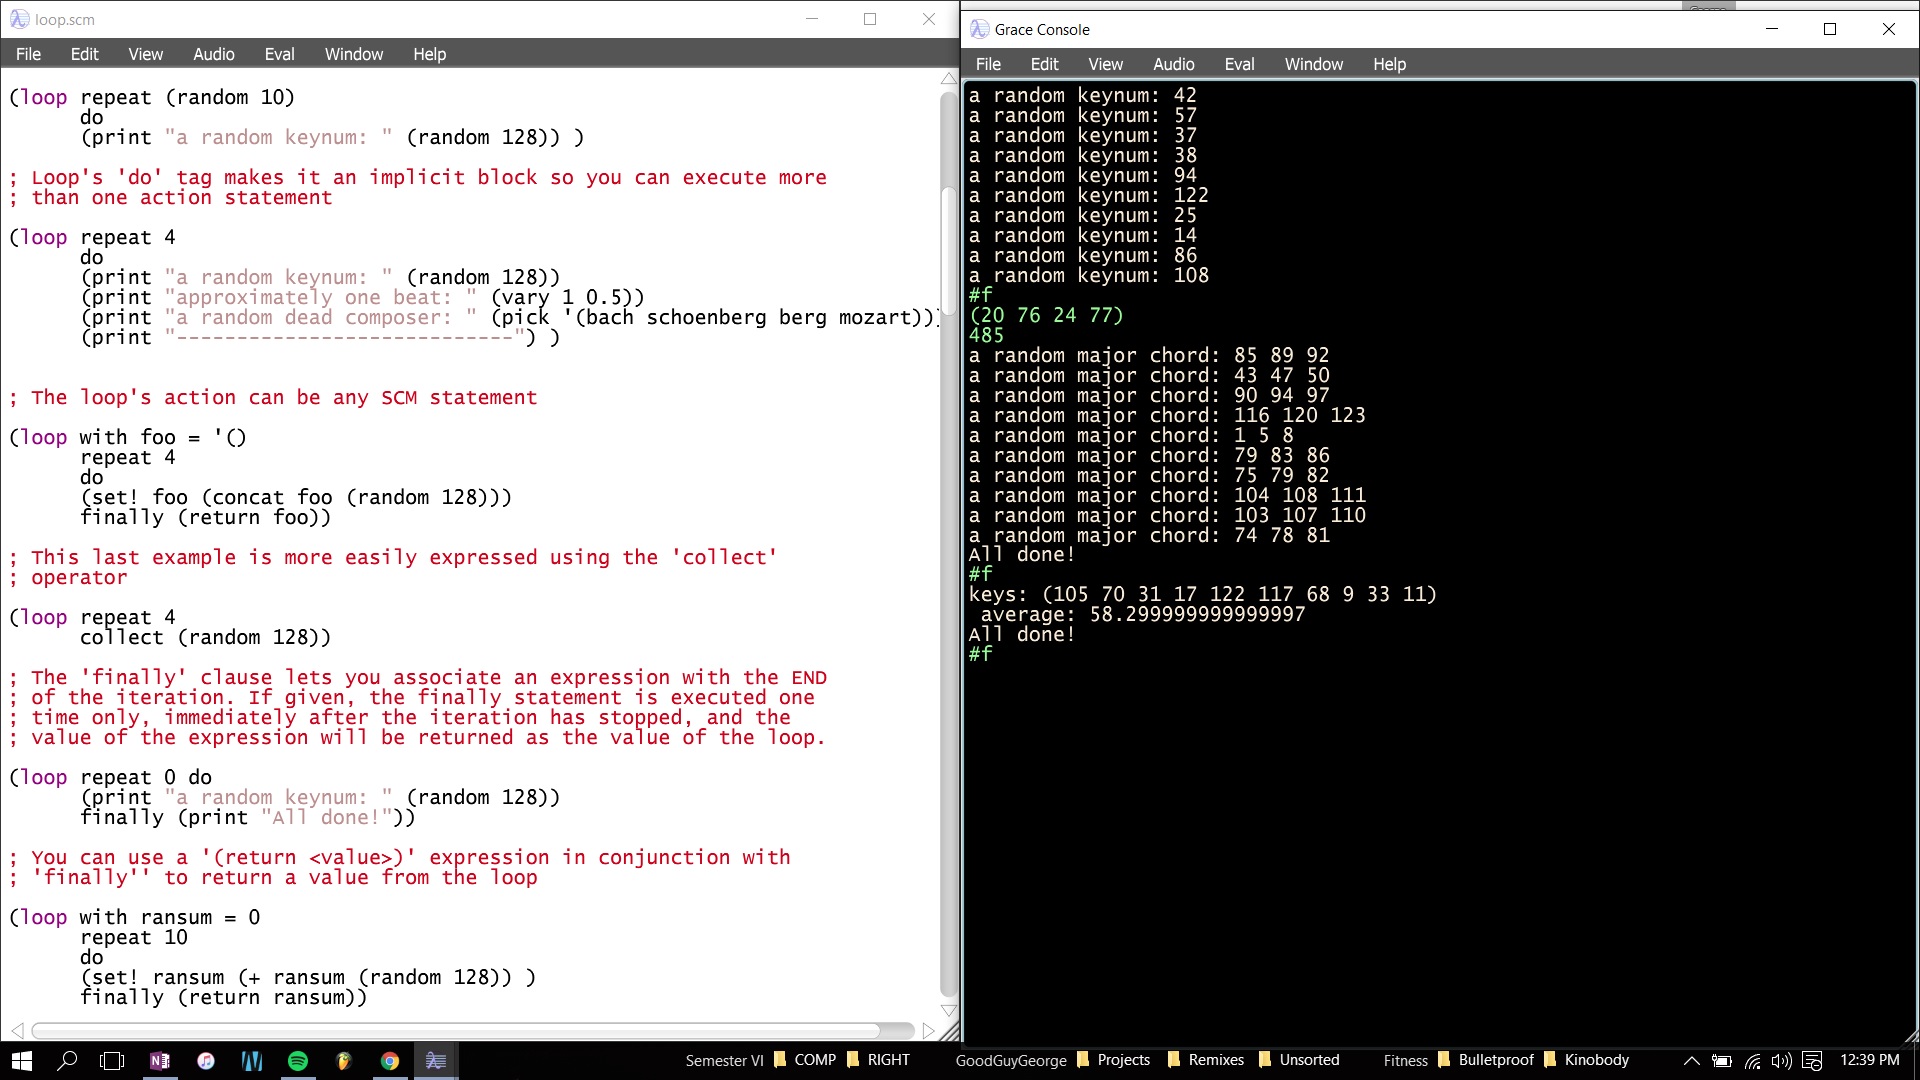 loop.scm
File Edit View Audio Eval Window Help
(loop repeat (random 10)
do
(print "a random keynum: " (random 128)) )
; Loop's 'do' tag makes it an implicit block so you can execute more
; than one action statement
(loop repeat 4
do
(print "a random keynum: " (random 128))
(print "approximately one beat: " (vary 1 0.5))
(print "a random dead composer: " (pick '(bach schoenberg berg mozart)))
(print "----------------------------") )
; The loop's action can be any SCM statement
(loop with foo = '()
repeat 4
do
(set! foo (concat foo (random 128)))
finally (return foo))
; This last example is more easily expressed using the 'collect'
; operator
(loop repeat 4
collect (random 128))
; The 'finally' clause lets you associate an expression with the END
; of the iteration. If given, the finally statement is executed one
; time only, immediately after the iteration has stopped, and the
; value of the expression will be returned as the value of the loop.
(loop repeat 0 do
(print "a random keynum: " (random 128))
finally (print "All done!"))
; You can use a '(return <value>)' expression in conjunction with
; 'finally'' to return a value from the loop
(loop with ransum = 0
repeat 10
do
(set! ransum (+ ransum (random 128)) )
finally (return ransum))
Grace Console
File Edit View Audio Eval Window Help
a random keynum: 42
a random keynum: 57
a random keynum: 37
a random keynum: 38
a random keynum: 94
a random keynum: 122
a random keynum: 25
a random keynum: 14
a random keynum: 86
a random keynum: 108
#f
(20 76 24 77)
485
a random major chord: 85 89 92
a random major chord: 43 47 50
a random major chord: 90 94 97
a random major chord: 116 120 123
a random major chord: 1 5 8
a random major chord: 79 83 86
a random major chord: 75 79 82
a random major chord: 104 108 111
a random major chord: 103 107 110
a random major chord: 74 78 81
All done!
#f
keys: (105 70 31 17 122 117 68 9 33 11)
average: 58.299999999999997
All done!
#f
Semester VI COMP RIGHT GoodGuyGeorge Projects Remixes Unsorted Fitness Bulletproof Kinobody 12:39 PM